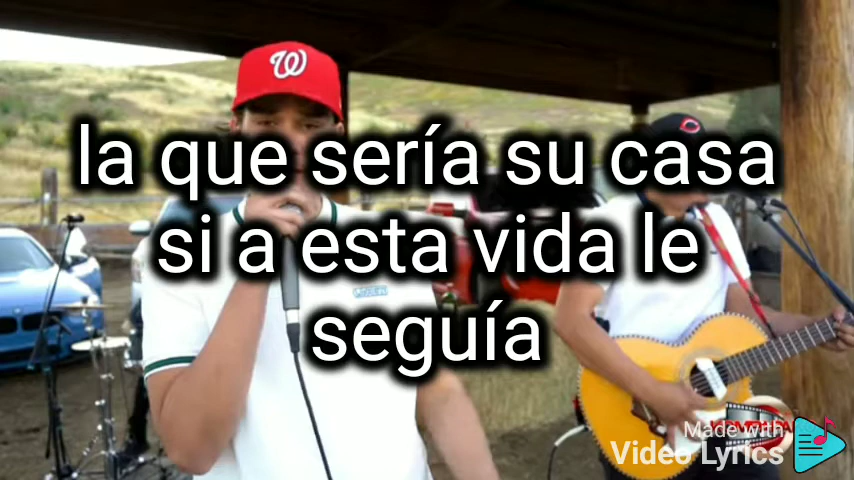 la que sería su casa
si a esta vida le
seguía
Made with
Video Lyrics
W